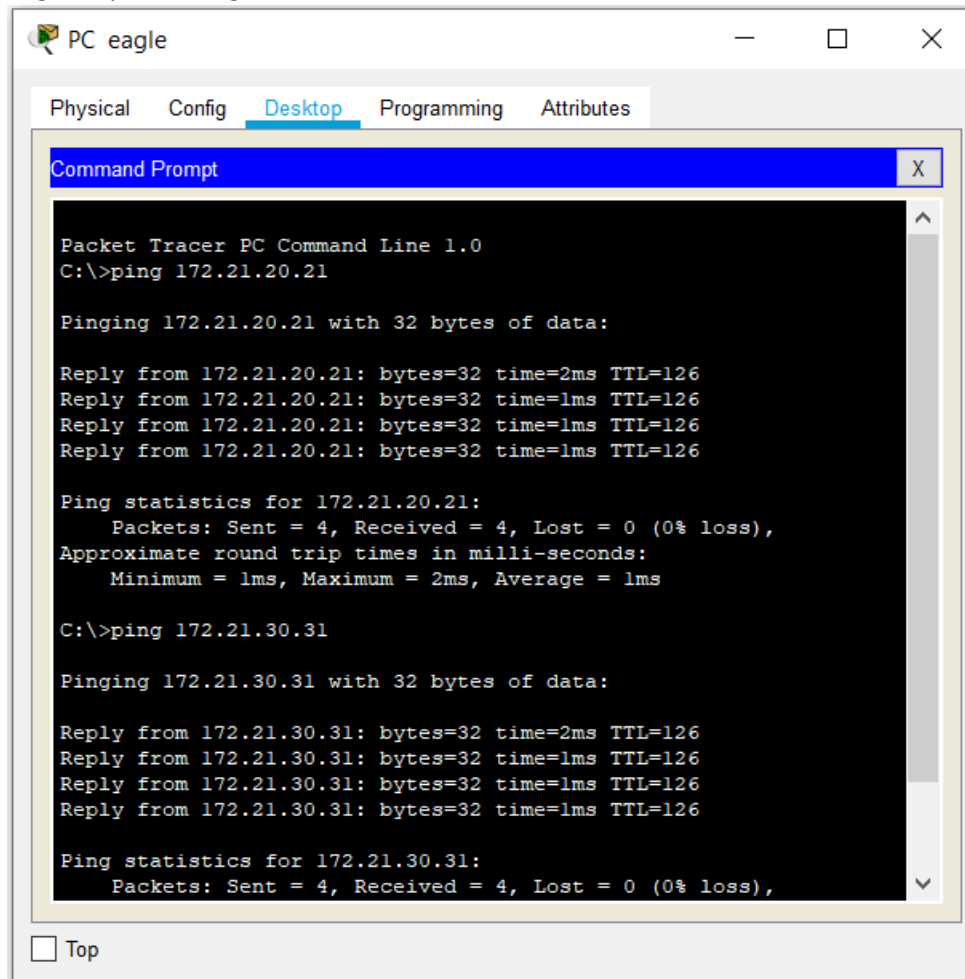 PC eagle
Physical Config Desktop Programming Attributes
Command Prompt X
Packet Tracer PC Command Line 1.0
C:\>ping 172.21.20.21
Pinging 172.21.20.21 with 32 bytes of data:
Reply from 172.21.20.21: bytes=32 time=2ms TTL=126
Reply from 172.21.20.21: bytes=32 time=1ms TTL=126
Reply from 172.21.20.21: bytes=32 time=1ms TTL=126
Reply from 172.21.20.21: bytes=32 time=1ms TTL=126
Ping statistics for 172.21.20.21:
Packets: Sent = 4, Received = 4, Lost = 0 (0% loss),
Approximate round trip times in milli-seconds:
Minimum = 1ms, Maximum = 2ms, Average = 1ms
C:\>ping 172.21.30.31
Pinging 172.21.30.31 with 32 bytes of data:
Reply from 172.21.30.31: bytes=32 time=2ms TTL=126
Reply from 172.21.30.31: bytes=32 time=1ms TTL=126
Reply from 172.21.30.31: bytes=32 time=1ms TTL=126
Reply from 172.21.30.31: bytes=32 time=1ms TTL=126
Ping statistics for 172.21.30.31:
Packets: Sent = 4, Received = 4, Lost = 0 (0% loss),
Top